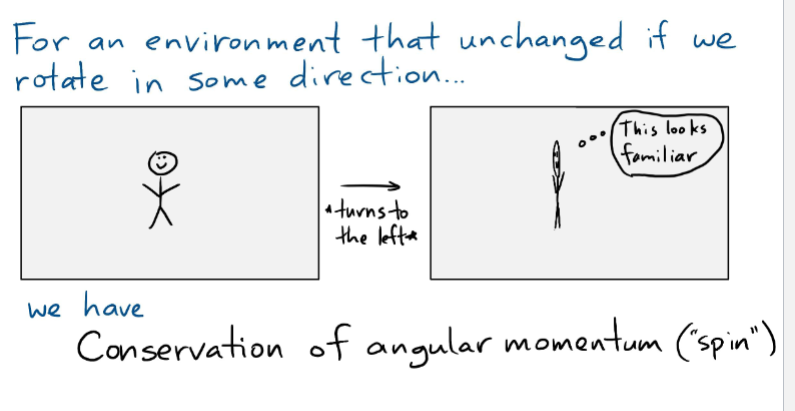 For an environment that unchanged if we
rotate in some direction...
This looks
familiar
*turns to
the left*
we have
Conservation of angular momentum ("spin")